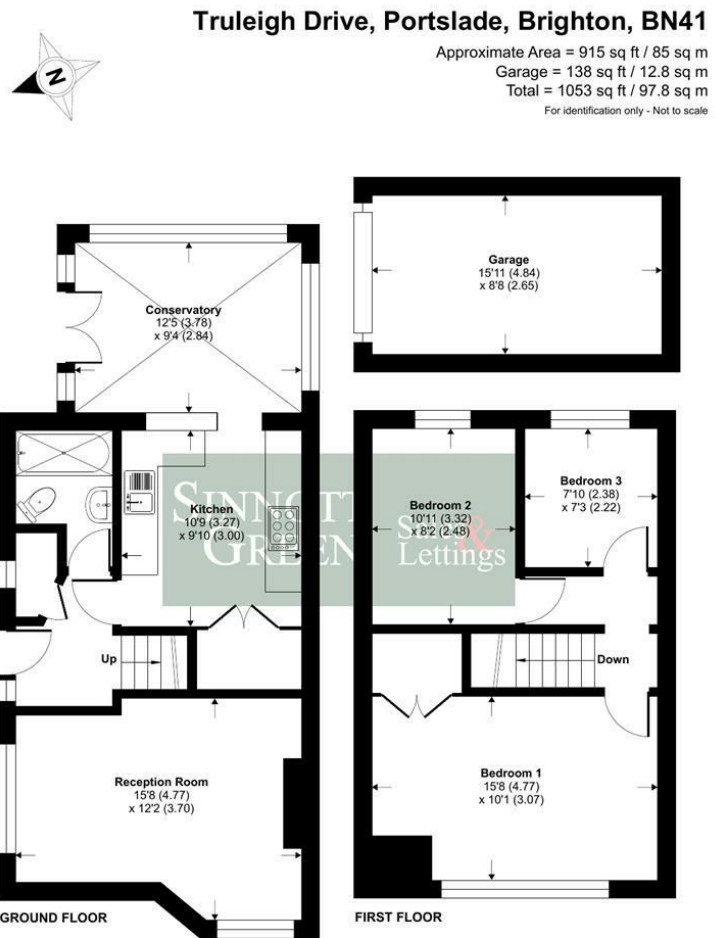 Truleigh Drive, Portslade, Brighton, BN41
Approximate Area = 915 sq ft / 85 sq m
Garage = 138 sq ft / 12.8 sq m
Total = 1053 sq ft / 97.8 sq m
For identification only - Not to scale
N
Garage
15'11 (4.84)
x 8'8 (2.65)
Conservatory
12'5 (3.78)
x 9'4 (2.84)
Kitchen
10'9 (3.27)
x 9'10 (3.00)
Bedroom 2
10'11 (3.32)
x 8'2 (2.48)
Bedroom 3
7'10 (2.38)
x 7'3 (2.22)
SINNOTT
GREEN
Sales &
Lettings
Up
Down
Reception Room
15'8 (4.77)
x 12'2 (3.70)
Bedroom 1
15'8 (4.77)
x 10'1 (3.07)
GROUND FLOOR
FIRST FLOOR